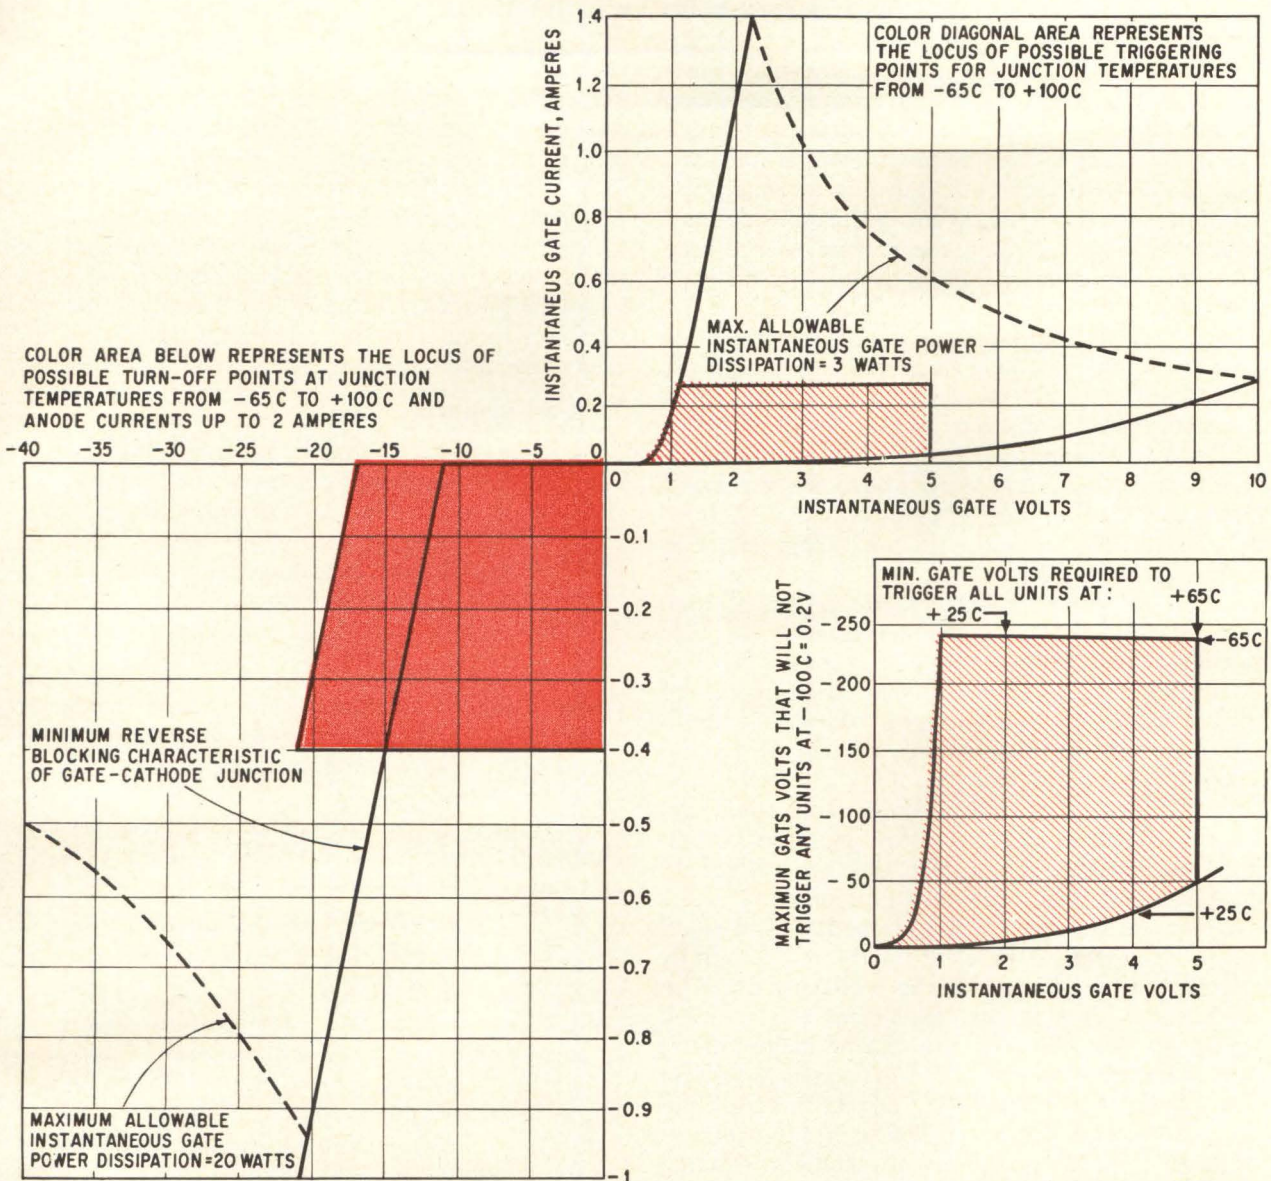 1.4
1.2
1.0
0.8
0.6
0.4
0.2
0
INSTANTANEUS GATE CURRENT, AMPERES
COLOR DIAGONAL AREA REPRESENTS
THE LOCUS OF POSSIBLE TRIGGERING
POINTS FOR JUNCTION TEMPERATURES
FROM -65C TO +100C
MAX. ALLOWABLE
INSTANTANEOUS GATE POWER
DISSIPATION = 3 WATTS
0 1 2 3 4 5 6 7 8 9 10
INSTANTANEOUS GATE VOLTS
COLOR AREA BELOW REPRESENTS THE LOCUS OF
POSSIBLE TURN-OFF POINTS AT JUNCTION
TEMPERATURES FROM -65C TO +100C AND
ANODE CURRENTS UP TO 2 AMPERES
-40 -35 -30 -25 -20 -15 -10 -5
-0.1
-0.2
-0.3
-0.4
-0.5
-0.6
-0.7
-0.8
-0.9
-1
MINIMUM REVERSE
BLOCKING CHARACTERISTIC
OF GATE-CATHODE JUNCTION
MAXIMUM ALLOWABLE
INSTANTANEOUS GATE
POWER DISSIPATION=20 WATTS
MAXIMUN GATS VOLTS THAT WILL NOT
TRIGGER ANY UNITS AT -100C=0.2V
MIN. GATE VOLTS REQUIRED TO
TRIGGER ALL UNITS AT:
+25C
+65C
-65C
+25C
-250
-200
-150
-100
-50
0
0 1 2 3 4 5
INSTANTANEOUS GATE VOLTS